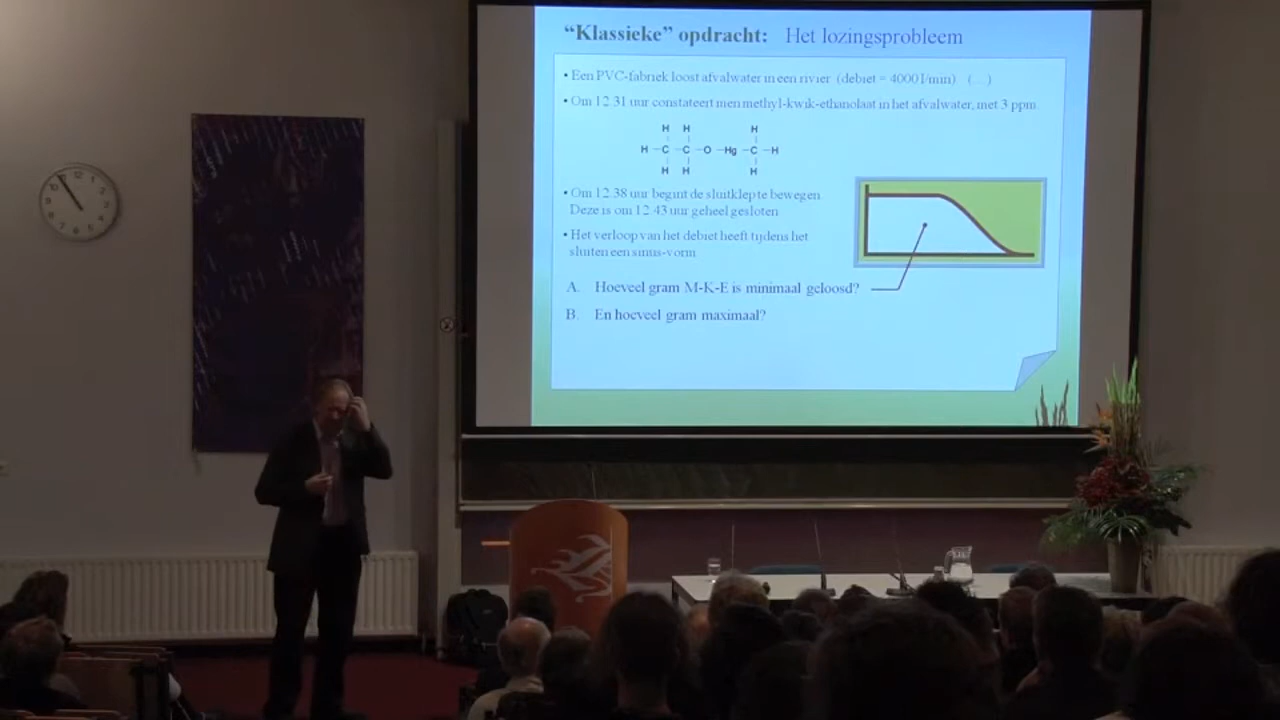 “Klassieke” opdracht: Het lozingsprobleem
• Een PVC-fabriek loost afvalwater in een rivier (debiet = 4000 l/min) (...)
• Om 12.31 uur constateert men methyl-kwik-ethanolaat in het afvalwater, met 3 ppm.
H H H
H - C - C - O - Hg - C - H
H H H
• Om 12.38 uur begint de sluitklep te bewegen.
Deze is om 12.43 uur geheel gesloten
• Het verloop van het debiet heeft tijdens het
sluiten een sinus-vorm
A. Hoeveel gram M-K-E is minimaal geloosd?
B. En hoeveel gram maximaal?